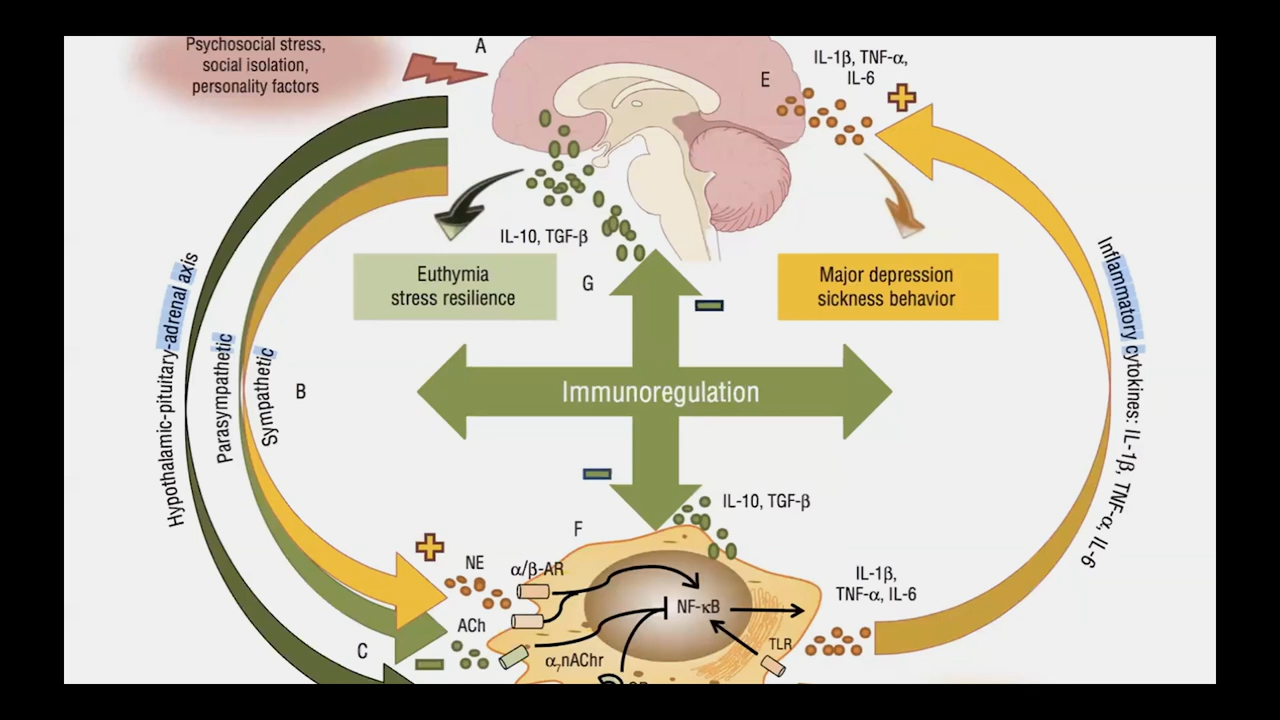 Psychosocial stress,
social isolation,
personality factors
A
E
IL-1β, TNF-α,
IL-6
IL-10, TGF-β
G
Euthymia
stress resilience
Major depression
sickness behavior
Hypothalamic-pituitary-adrenal axis
Parasympathetic
Sympathetic
B
Immunoregulation
Inflammatory cytokines: IL-1β, TNF-α, IL-6
IL-10, TGF-β
F
NE
α/β-AR
ACh
C
NF-κB
α7nAChr
TLR
IL-1β,
TNF-α, IL-6